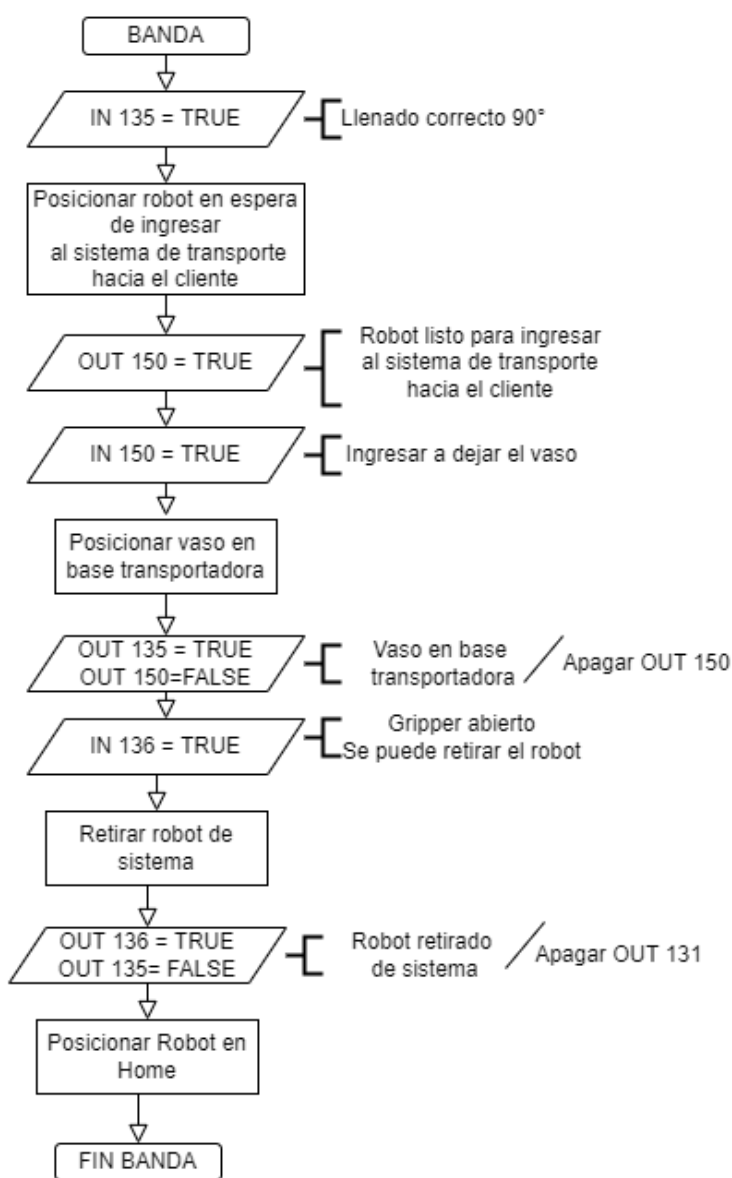 BANDA
IN 135 = TRUE
Llenado correcto 90°
Posicionar robot en espera
de ingresar
al sistema de transporte
hacia el cliente
OUT 150 = TRUE
Robot listo para ingresar
al sistema de transporte
hacia el cliente
IN 150 = TRUE
Ingresar a dejar el vaso
Posicionar vaso en
base transportadora
OUT 135 = TRUE
OUT 150=FALSE
Vaso en base
transportadora
Apagar OUT 150
IN 136 = TRUE
Gripper abierto
Se puede retirar el robot
Retirar robot de
sistema
OUT 136 = TRUE
OUT 135= FALSE
Robot retirado
de sistema
Apagar OUT 131
Posicionar Robot en
Home
FIN BANDA